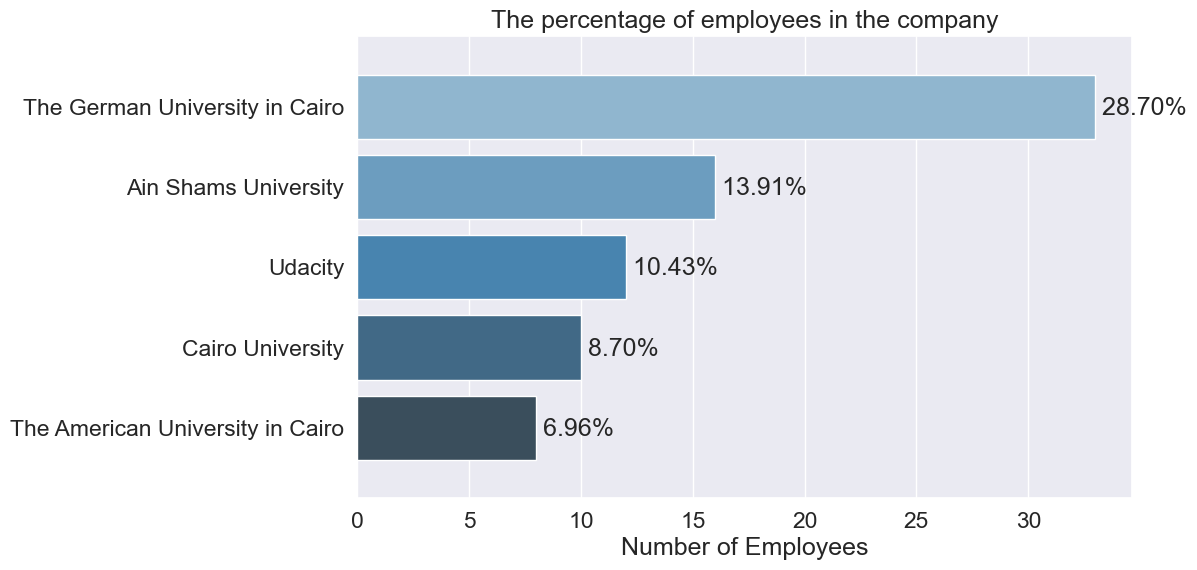 The percentage of employees in the company
The German University in Cairo
28.70%
Ain Shams University
13.91%
Udacity
10.43%
Cairo University
8.70%
The American University in Cairo
6.96%
0 5 10 15 20 25 30
Number of Employees